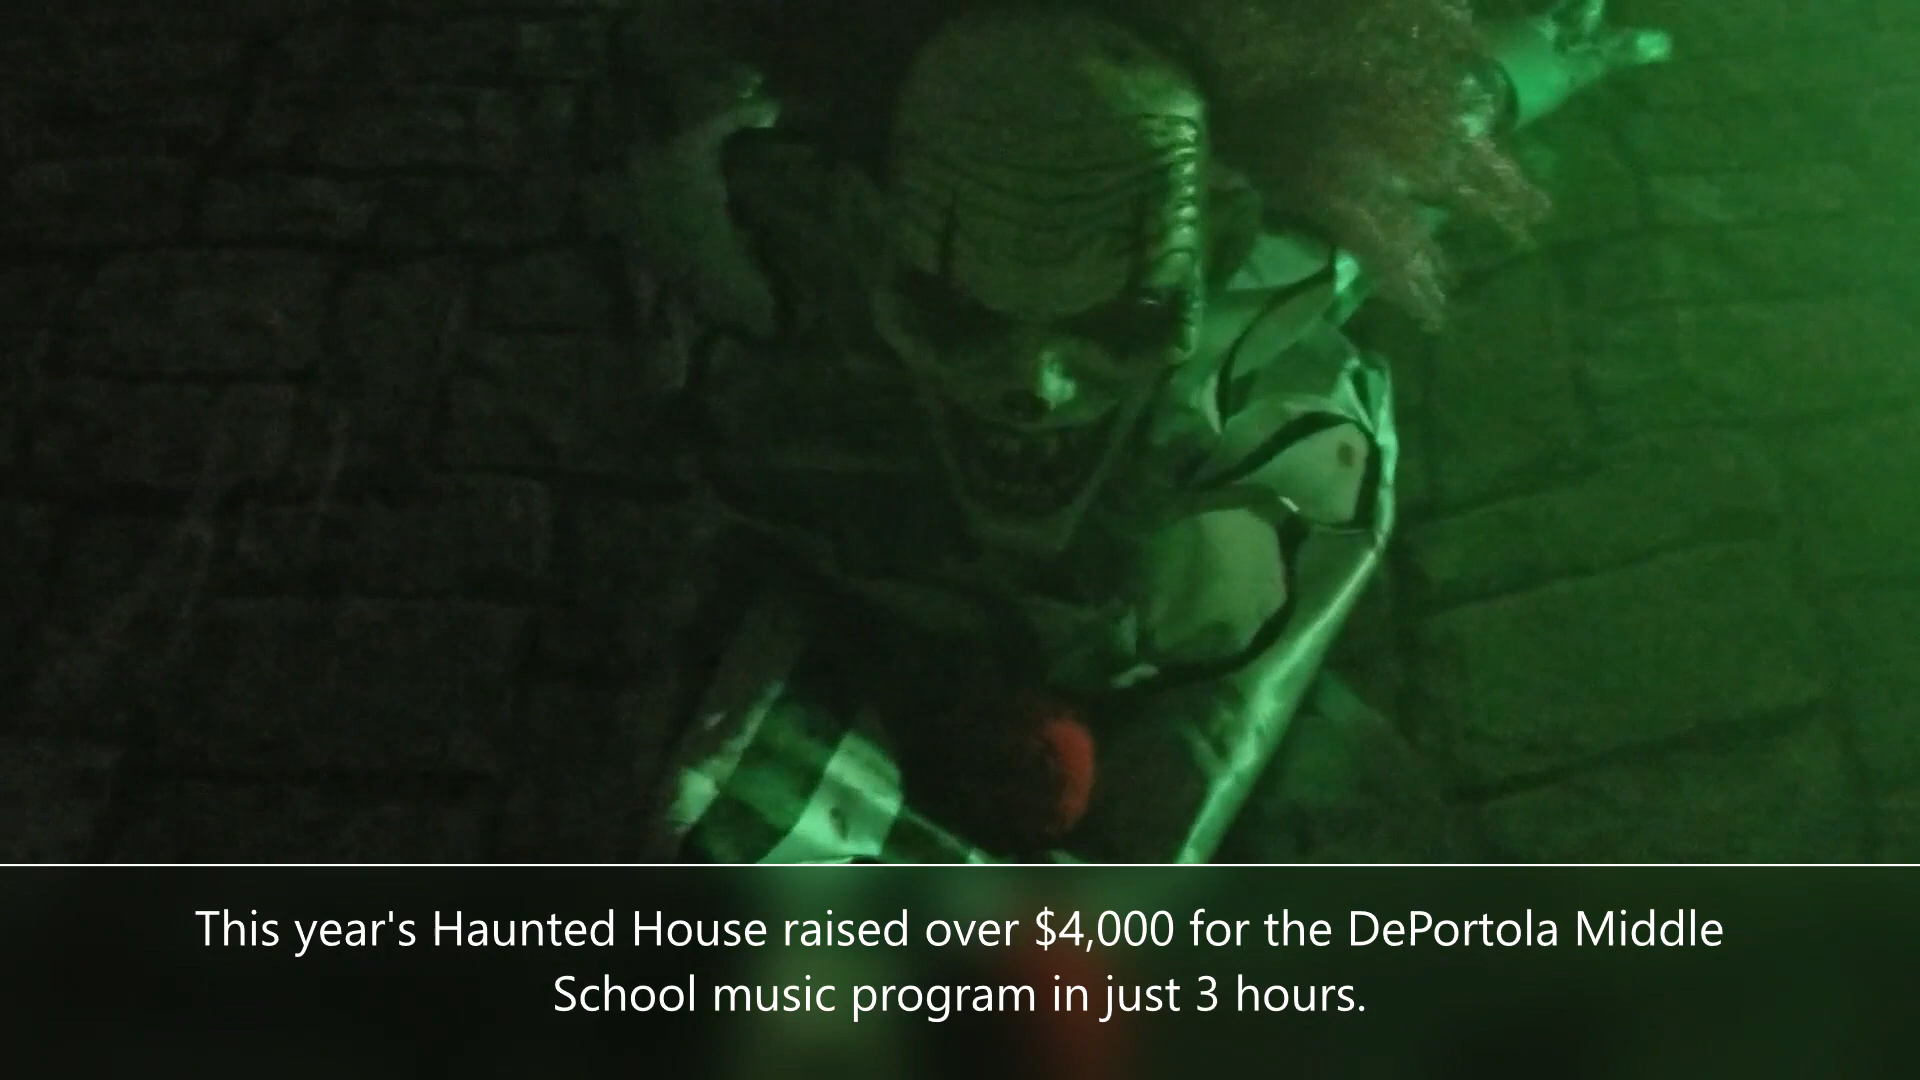 This year's Haunted House raised over $4,000 for the DePortola Middle
School music program in just 3 hours.